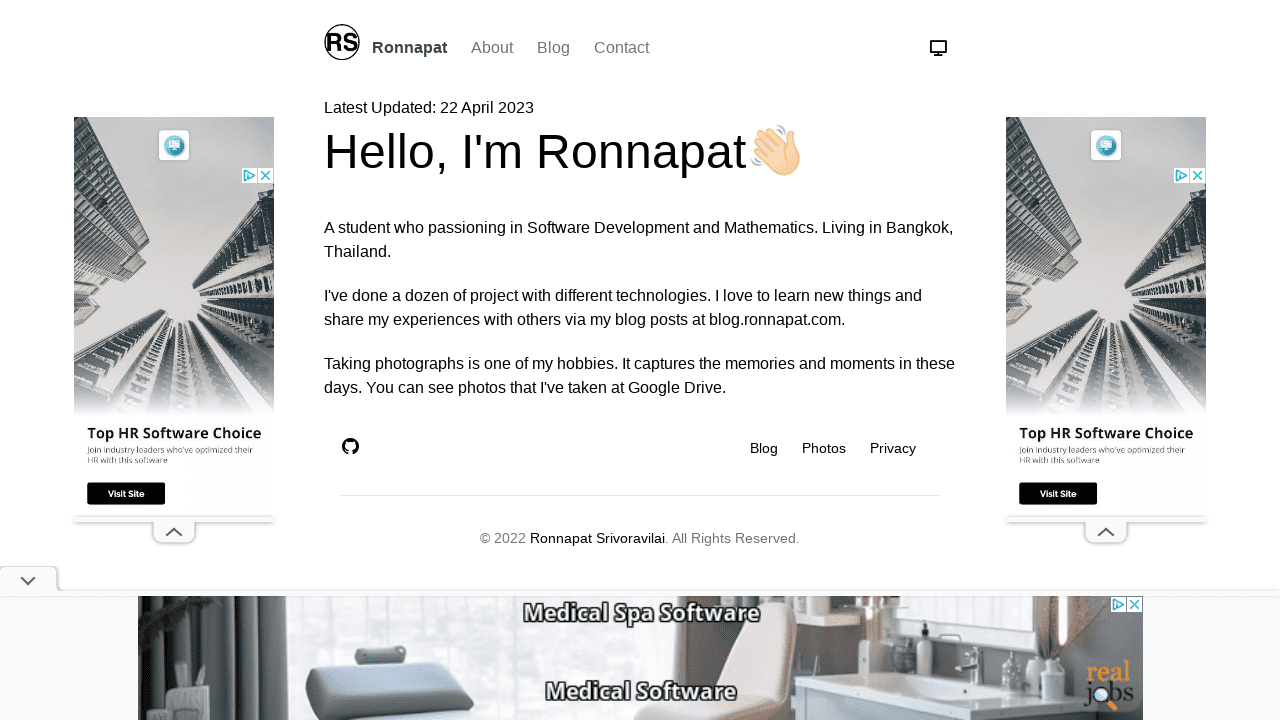 RS
Ronnapat
About
Blog
Contact
Latest Updated: 22 April 2023
Hello, I'm Ronnapat👋🏻
A student who passioning in Software Development and Mathematics. Living in Bangkok,
Thailand.
I've done a dozen of project with different technologies. I love to learn new things and
share my experiences with others via my blog posts at blog.ronnapat.com.
Taking photographs is one of my hobbies. It captures the memories and moments in these
days. You can see photos that I've taken at Google Drive.
Blog
Photos
Privacy
© 2022 Ronnapat Srivoravilai. All Rights Reserved.
Top HR Software Choice
Join industry leaders who've optimized their
HR with this software
Visit Site
Top HR Software Choice
Join industry leaders who've optimized their
HR with this software
Visit Site
Medical Spa Software
Medical Software
real
jobs